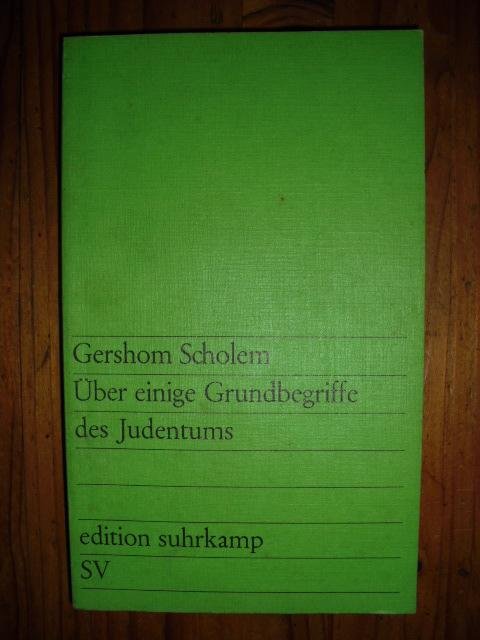 Gershom Scholem
Über einige Grundbegriffe
des Judentums
edition suhrkamp
SV